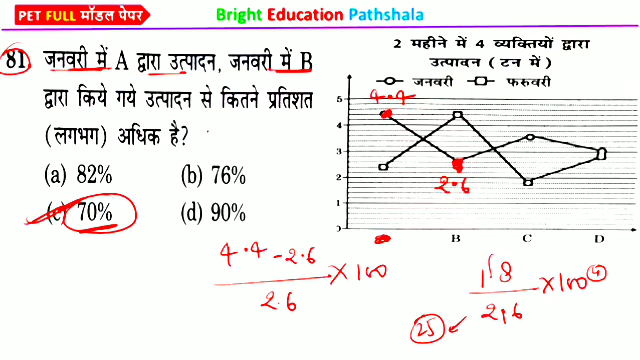 PET FULL मॉडल पेपर
Bright Education Pathshala
81 जनवरी में A द्वारा उत्पादन, जनवरी में B
द्वारा किये गये उत्पादन से कितने प्रतिशत
(लगभग) अधिक है?
(a) 82% (b) 76%
(c) 70% (d) 90%
2 महीने में 4 व्यक्तियों द्वारा
उत्पादन ( टन में )
जनवरी फरुवरी
5
4.4
4
3
2
2.6
1
B C D
4.4 - 2.6
2.6
× 100
1.8
2.6
× 100
25